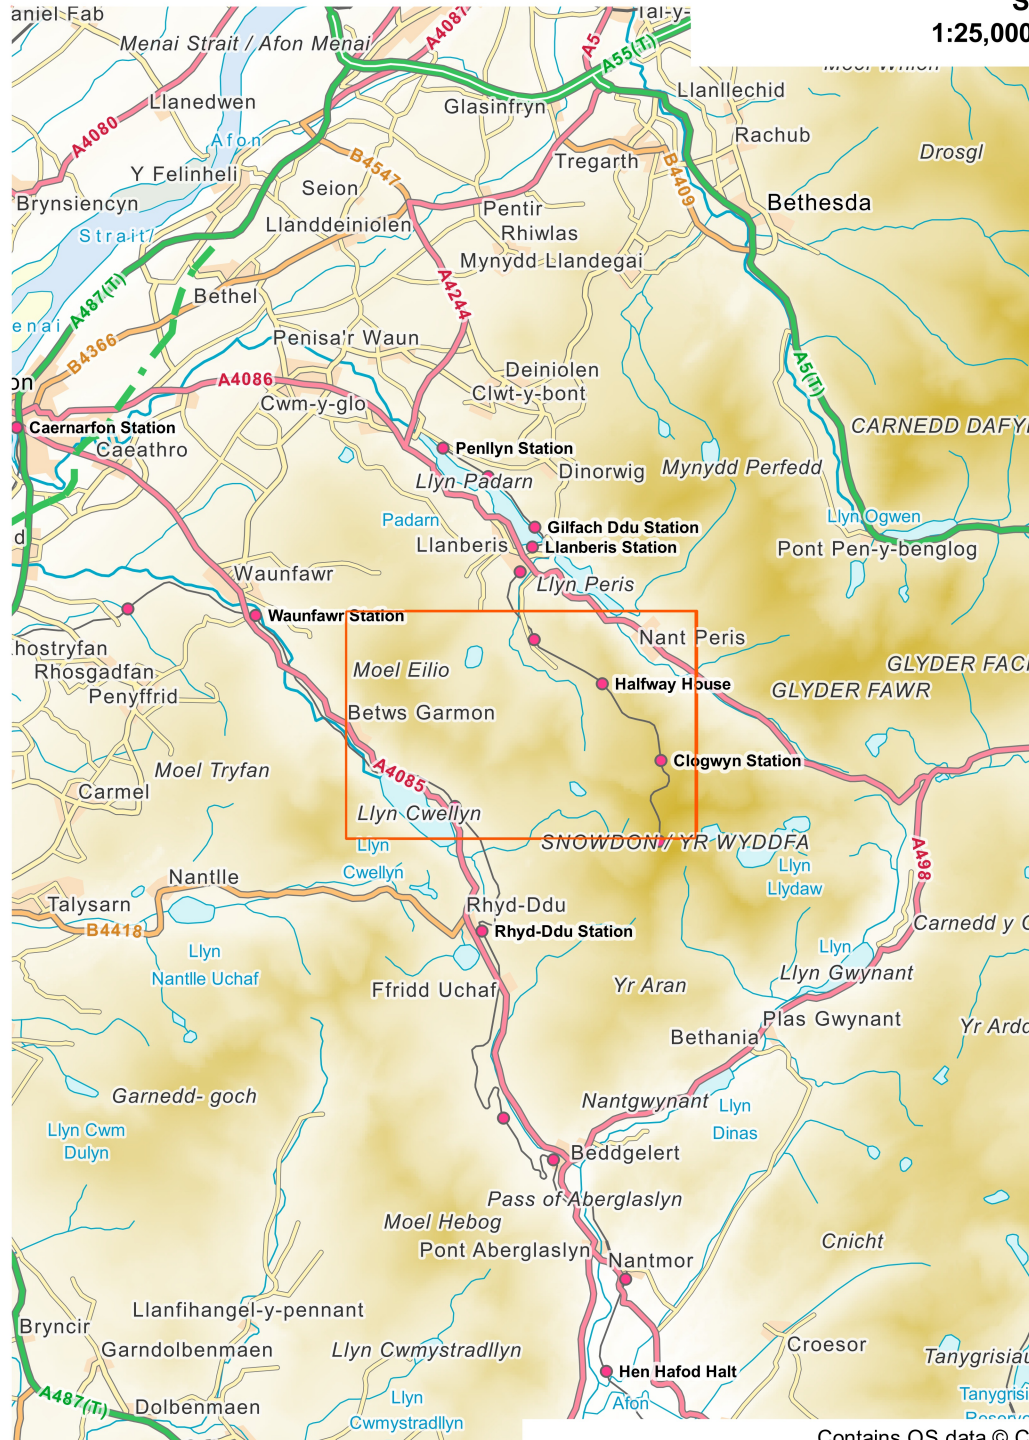 S
1:25,000
aniel Fab
Menai Strait / Afon Menai
A4087
A5
A55(T)
Tal-y-
Llanedwen
Glasinfryn
Llanllechid
A4080
Afon
Rachub
Drosgl
Y Felinheli
B4547
Seion
Tregarth
B4409
Brynsiencyn
Llanddeiniolen
Pentir
Bethesda
Strait/
Rhiwlas
Mynydd Llandegai
A487(T)
Bethel
A4244
enai
B4366
Penisa'r Waun
A5(T)
on
A4086
Deiniolen
Clwt-y-bont
Cwm-y-glo
Caernarfon Station
CARNEDD DAFY
Caeathro
Penllyn Station
Dinorwig
Mynydd Perfedd
Llyn Padarn
Padarn
Llyn Ogwen
Gilfach Ddu Station
d
Llanberis
Llanberis Station
Pont Pen-y-benglog
Waunfawr
Llyn Peris
Waunfawr Station
Nant Peris
hostryfan
Rhosgadfan
Moel Eilio
GLYDER FAC
Penyffrid
Halfway House
GLYDER FAWR
Betws Garmon
Moel Tryfan
A4085
Clogwyn Station
Carmel
Llyn Cwellyn
SNOWDON / YR WYDDFA
Llyn
Cwellyn
Llyn
Llydaw
A498
Nantlle
Talysarn
Rhyd-Ddu
B4418
Rhyd-Ddu Station
Carnedd y C
Llyn
Nantlle Uchaf
Llyn
Llyn Gwynant
Ffridd Uchaf
Yr Aran
Plas Gwynant
Bethania
Yr Ardd
Garnedd- goch
Nantgwynant
Llyn
Dinas
Llyn Cwm
Dulyn
Beddgelert
Pass of Aberglaslyn
Moel Hebog
Cnicht
Pont Aberglaslyn
Nantmor
Llanfihangel-y-pennant
Bryncir
Garndolbenmaen
Llyn Cwmystradllyn
Croesor
Tanygrisiau
Hen Hafod Halt
A487(T)
Dolbenmaen
Llyn
Cwmystradllyn
Afon
Tanygrisi
Contains OS data © C